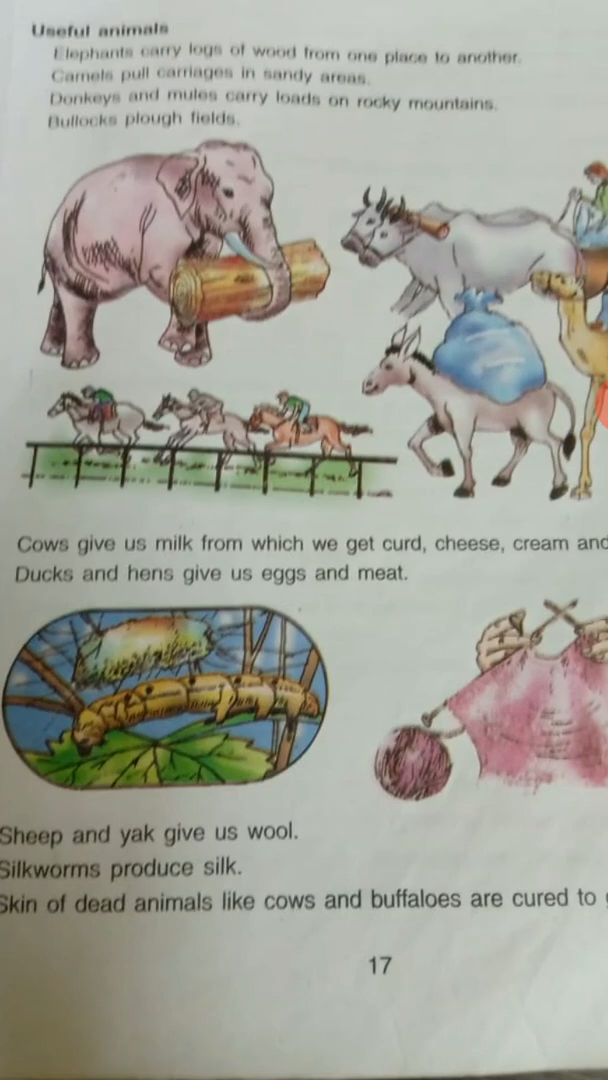 Useful animals
Elephants carry logs of wood from one place to another.
Camels pull carriages in sandy areas.
Donkeys and mules carry loads on rocky mountains.
Bullocks plough fields.
Cows give us milk from which we get curd, cheese, cream and
Ducks and hens give us eggs and meat.
Sheep and yak give us wool.
Silkworms produce silk.
Skin of dead animals like cows and buffaloes are cured to
17